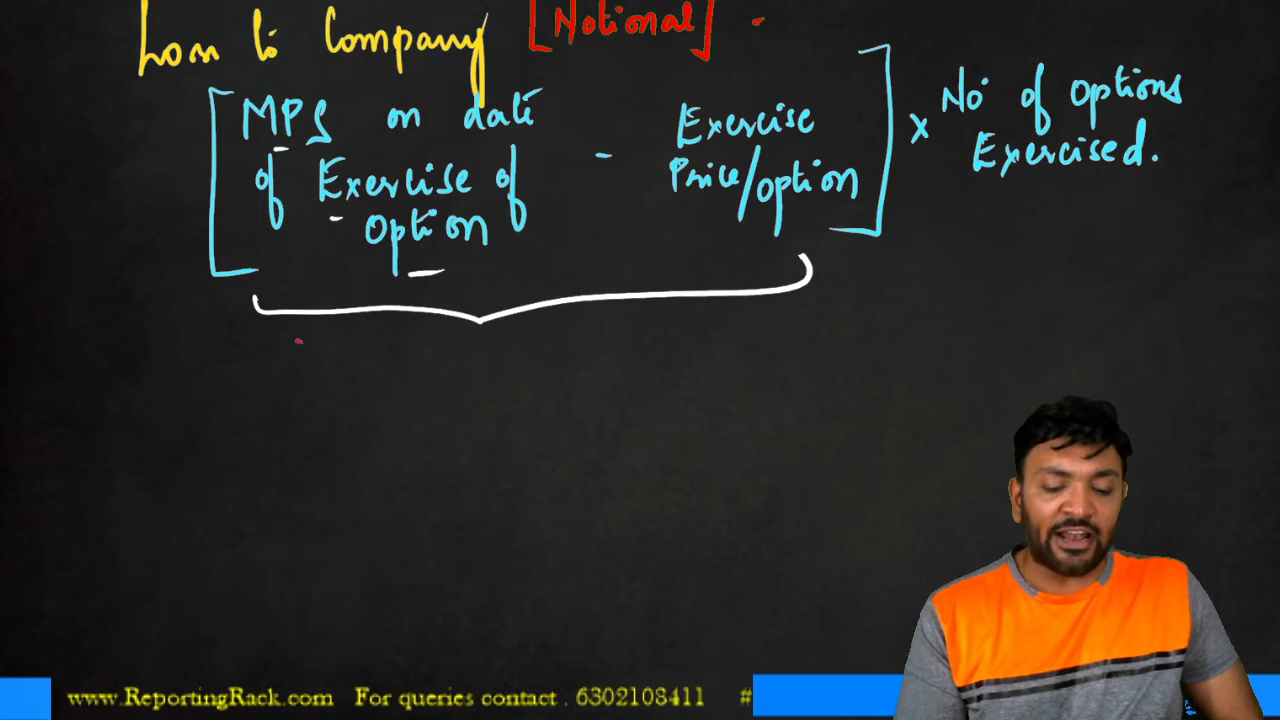 Loss to Company [Notional] -
[MPS on date of Exercise of Option - Exercise Price/option] x No of options Exercised.
www.ReportingRack.com For queries contact . 6302108411 #